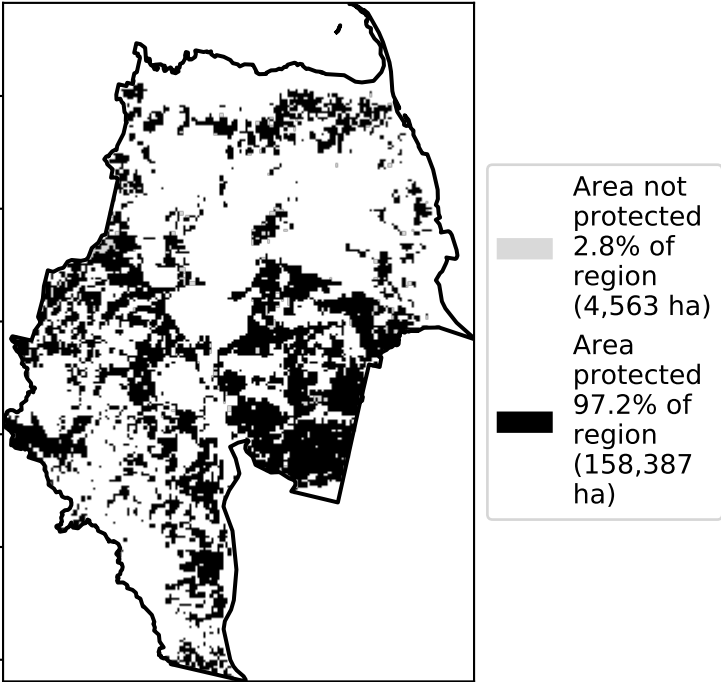 Area not
protected
2.8% of
region
(4,563 ha)
Area
protected
97.2% of
region
(158,387
ha)